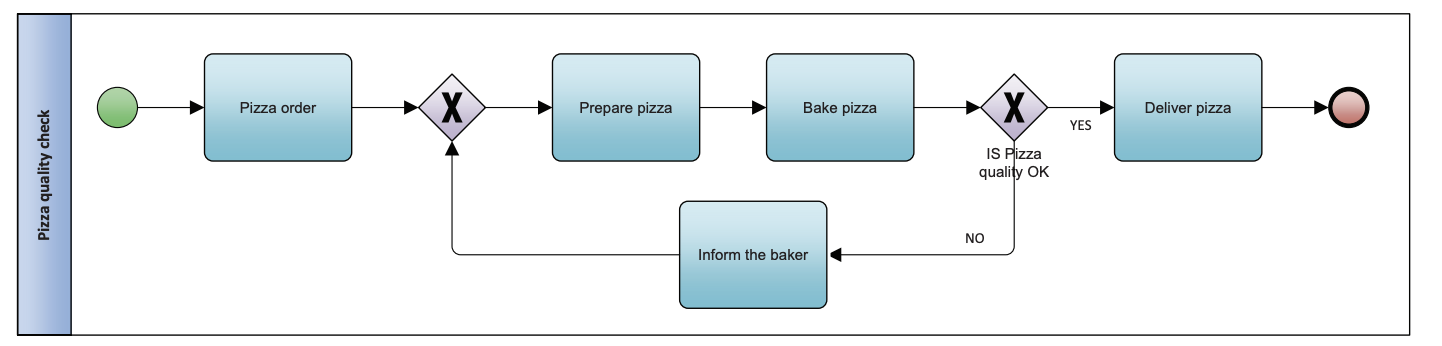 Pizza quality check
Pizza order
Prepare pizza
Bake pizza
Deliver pizza
YES
IS Pizza
quality OK
NO
Inform the baker